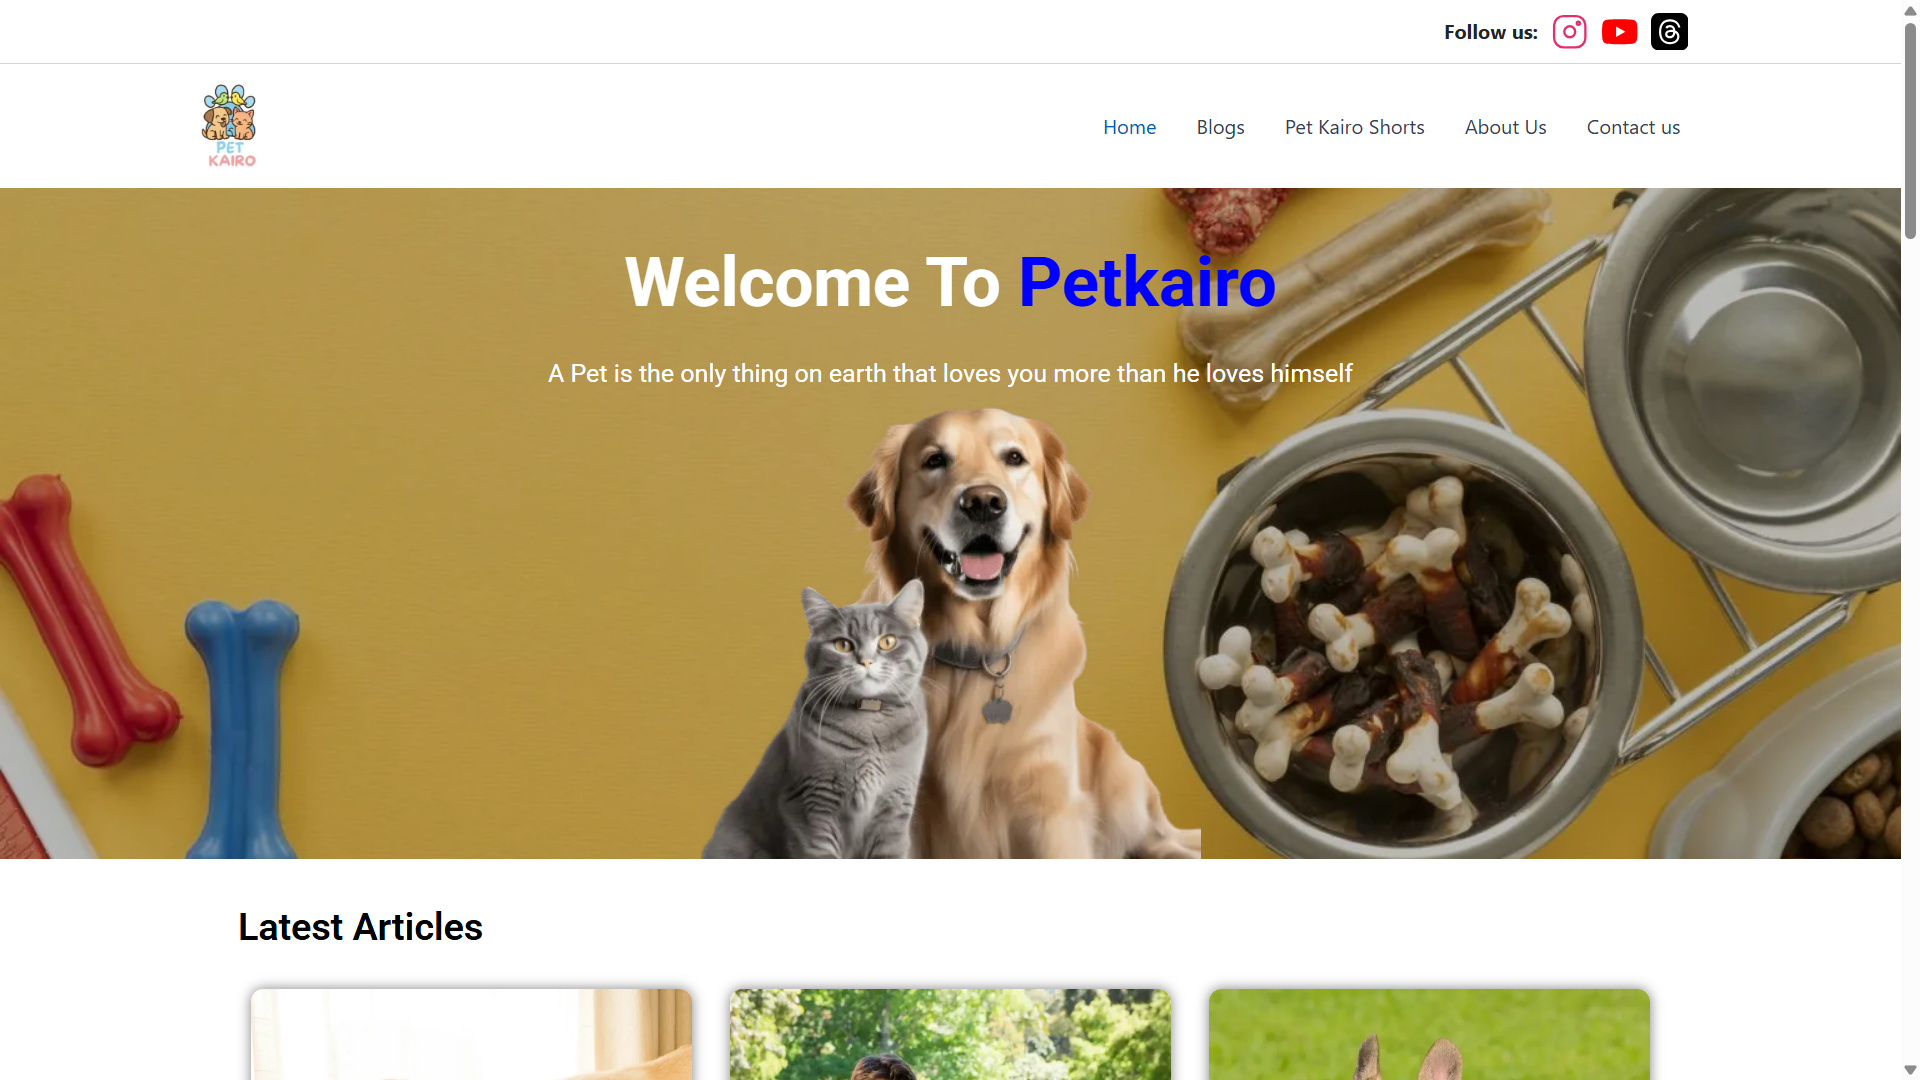 Follow us:
PET
KAIRO
Home
Blogs
Pet Kairo Shorts
About Us
Contact us
Welcome To Petkairo
A Pet is the only thing on earth that loves you more than he loves himself
Latest Articles